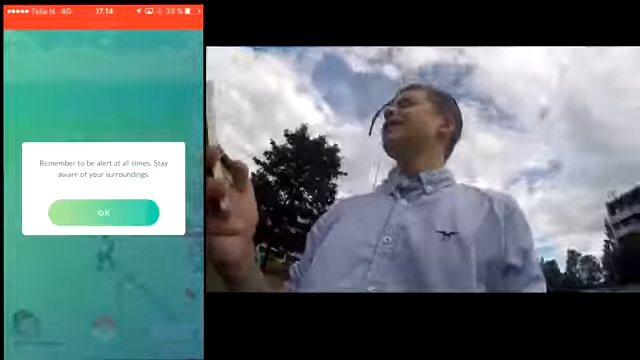 Telia N 4G 17.14 33 %
Remember to be alert at all times. Stay
aware of your surroundings.
OK